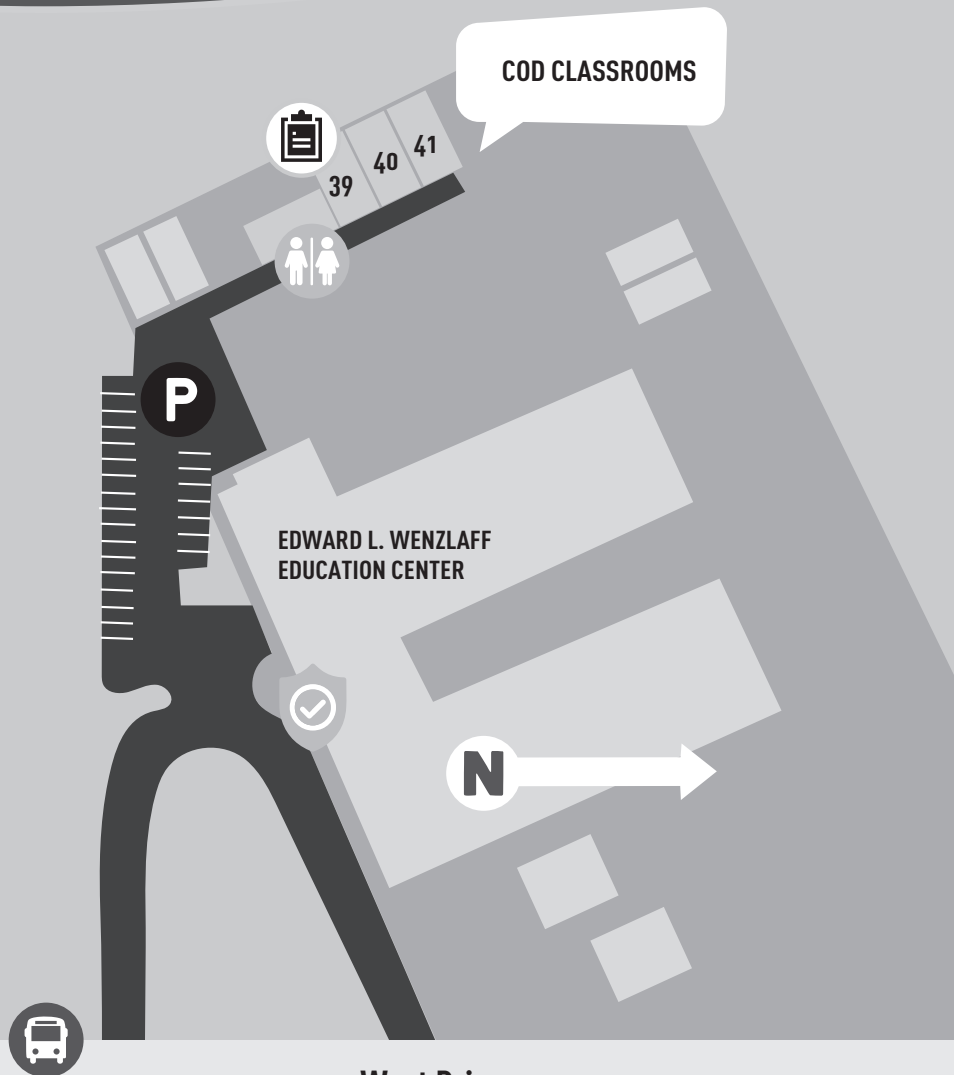 COD CLASSROOMS
39
40
41
P
EDWARD L. WENZLAFF
EDUCATION CENTER
N